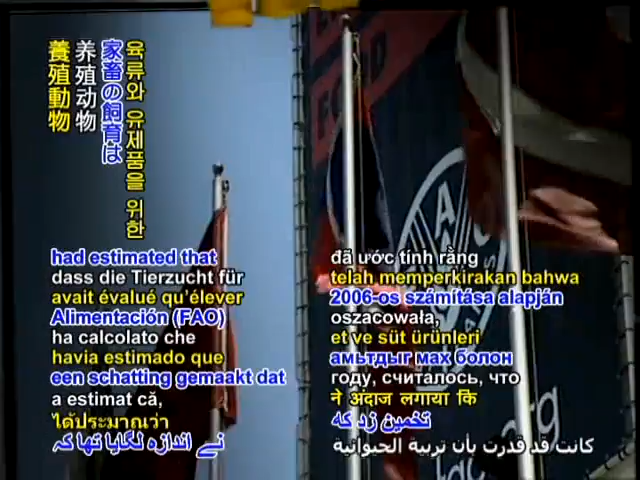 養殖動物
养殖动物
家畜の飼育は
육류와 유제품을 위한
FOOD
had estimated that
dass die Tierzucht für
avait évalué qu'élever
Alimentación (FAO)
ha calcolato che
havia estimado que
een schatting gemaakt dat
a estimat că,
ได้ประมาณว่า
نے اندازہ لگایا تھا کہ
đã ước tính rằng
telah memperkirakan bahwa
2006-os számítása alapján
oszacowała,
et ve süt ürünleri
амьтдыг мах болон
году, считалось, что
ने अंदाज लगाया कि
تخمین زد که
كانت قد قدرت بأن تربية الحيوانية